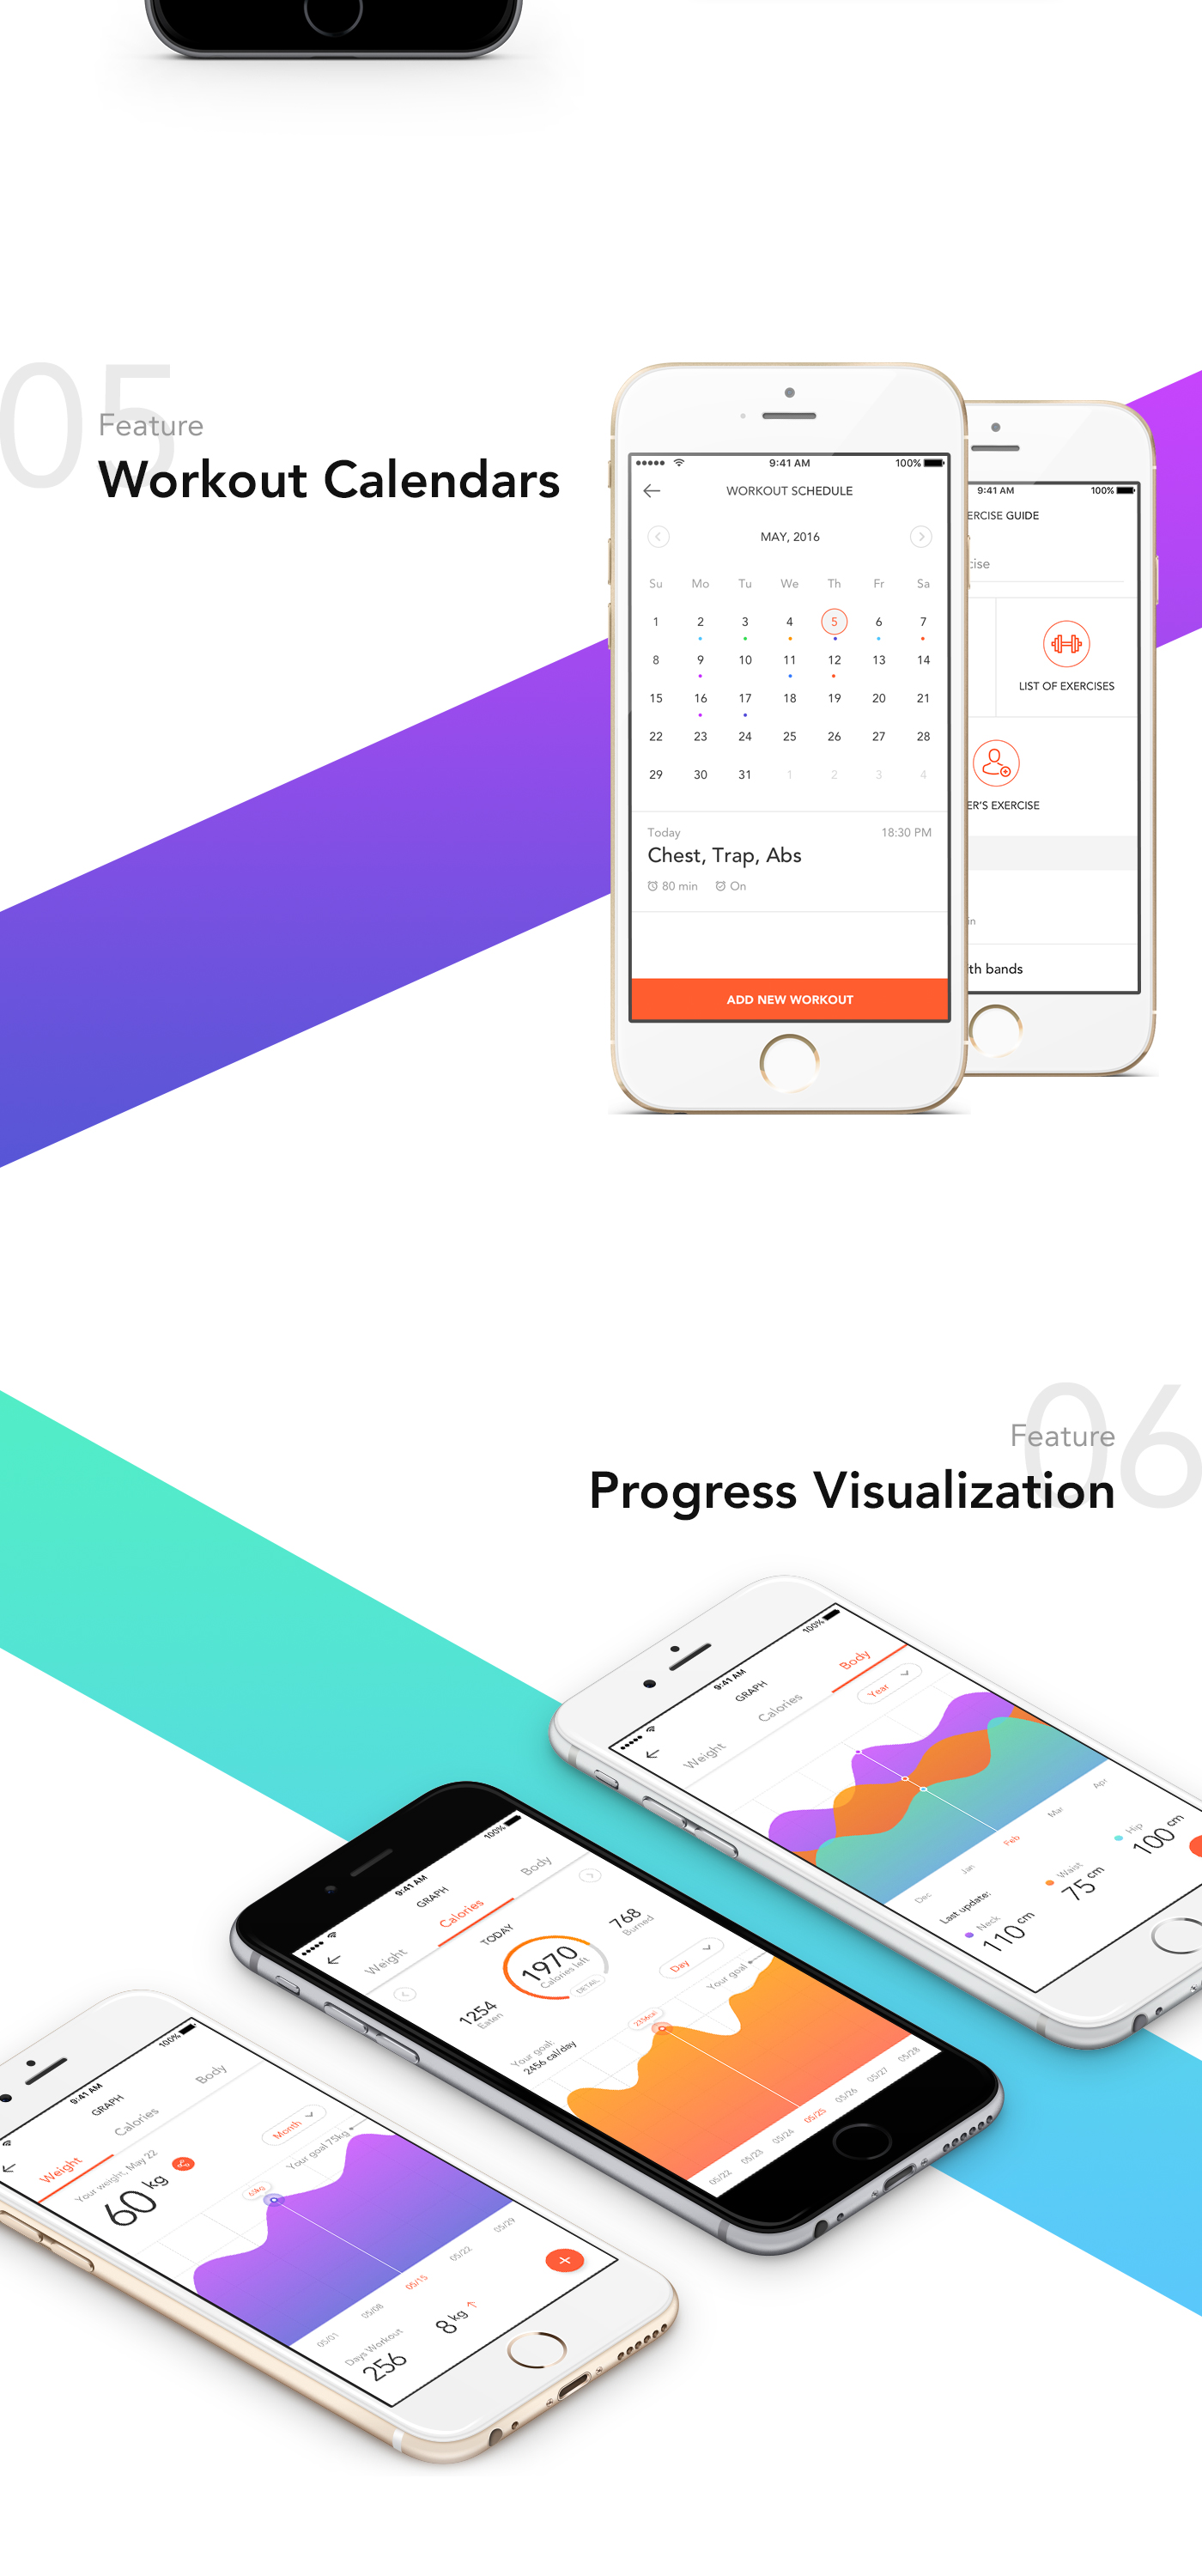 05
Feature
Workout Calendars
9:41 AM 100%
WORKOUT SCHEDULE
MAY, 2016
Su Mo Tu We Th Fr Sa
1 2 3 4 5 6 7
8 9 10 11 12 13 14
15 16 17 18 19 20 21
22 23 24 25 26 27 28
29 30 31 1 2 3 4
Today 18:30 PM
Chest, Trap, Abs
80 min On
ADD NEW WORKOUT
9:41 AM 100%
ERCISE GUIDE
cise
LIST OF EXERCISES
ER'S EXERCISE
in
th bands
06
Feature
Progress Visualization
9:41 AM 100%
GRAPH
Weight Calories Body
Year
Dec Jan Feb Mar Apr
Last update:
Neck Waist Hip
110 cm 75 cm 100 cm
9:41 AM 100%
GRAPH
Weight Calories Body
TODAY
1254 Eaten
1970
Calories left
DETAIL
768 Burned
Day
Your goal:
2456 cal/day
Your goal
05/22 05/23 05/24 05/25 05/26 05/27 05/28
9:41 AM 100%
GRAPH
Weight Calories Body
Your weight, May 22
60 kg
Month
Your goal 75kg
63kg
05/01 05/08 05/15 05/22 05/29
Days Workout
256
8 kg